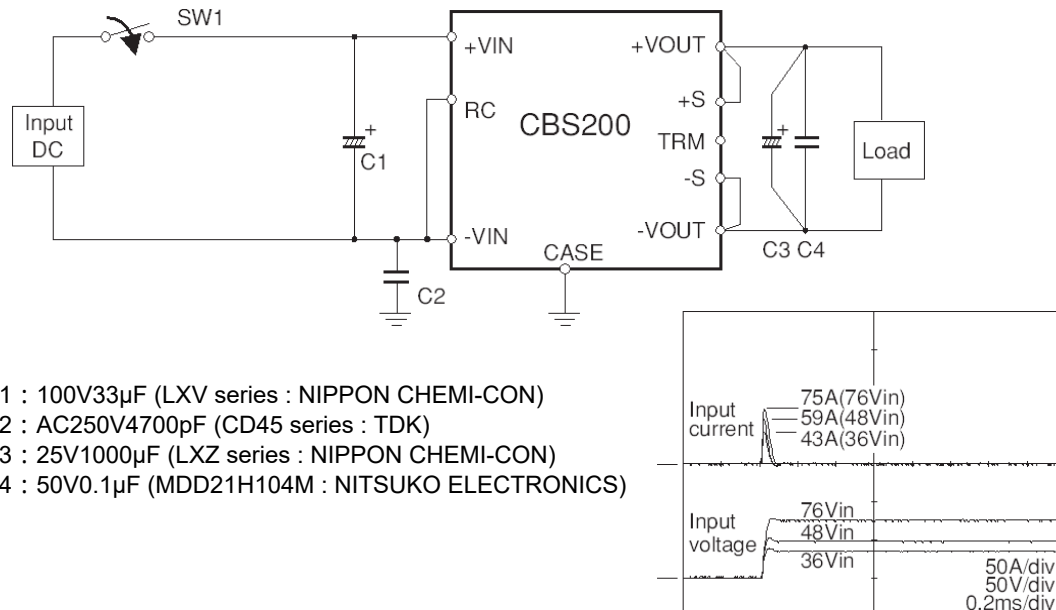 SW1
+VIN
+VOUT
RC
+S
Input
DC
CBS200
+
C1
TRM
+
Load
-S
-VIN
-VOUT
CASE
C3 C4
C2
1 : 100V33μF (LXV series : NIPPON CHEMI-CON)
2 : AC250V4700pF (CD45 series : TDK)
3 : 25V1000μF (LXZ series : NIPPON CHEMI-CON)
4 : 50V0.1μF (MDD21H104M : NITSUKO ELECTRONICS)
Input
current
75A(76Vin)
59A(48Vin)
43A(36Vin)
Input
voltage
76Vin
48Vin
36Vin
50A/div
50V/div
0.2ms/div